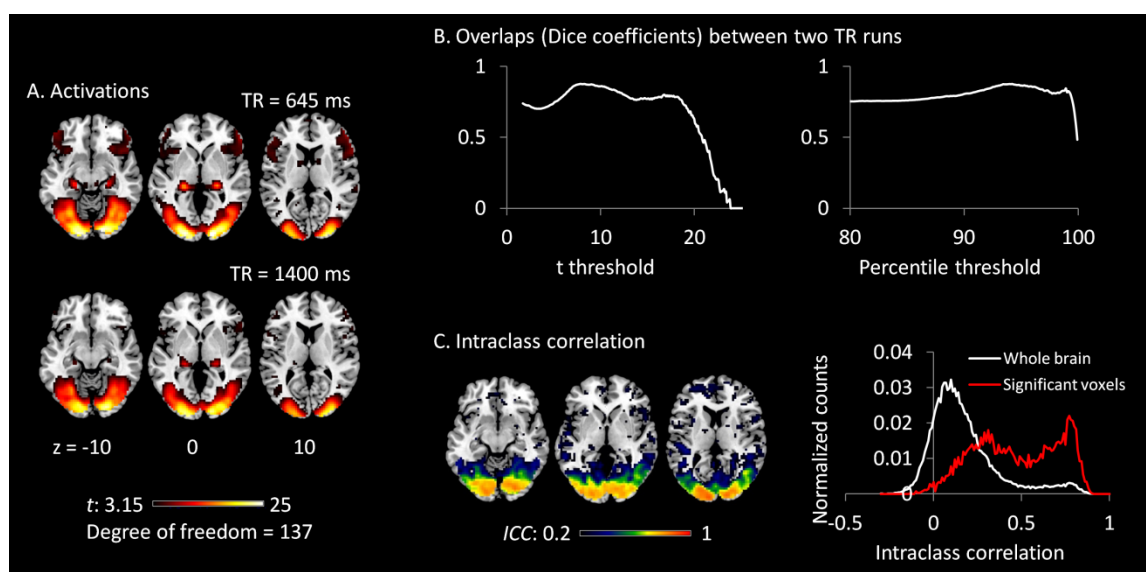 B. Overlaps (Dice coefficients) between two TR runs
A. Activations
TR = 645 ms
TR = 1400 ms
z = -10 0 10
t: 3.15 25
Degree of freedom = 137
1
0.5
0
0 10 20
t threshold
1
0.5
0
80 90 100
Percentile threshold
C. Intraclass correlation
ICC: 0.2 1
Normalized counts
0.04
0.03
0.02
0.01
0
-0.5 0 0.5 1
Intraclass correlation
Whole brain
Significant voxels